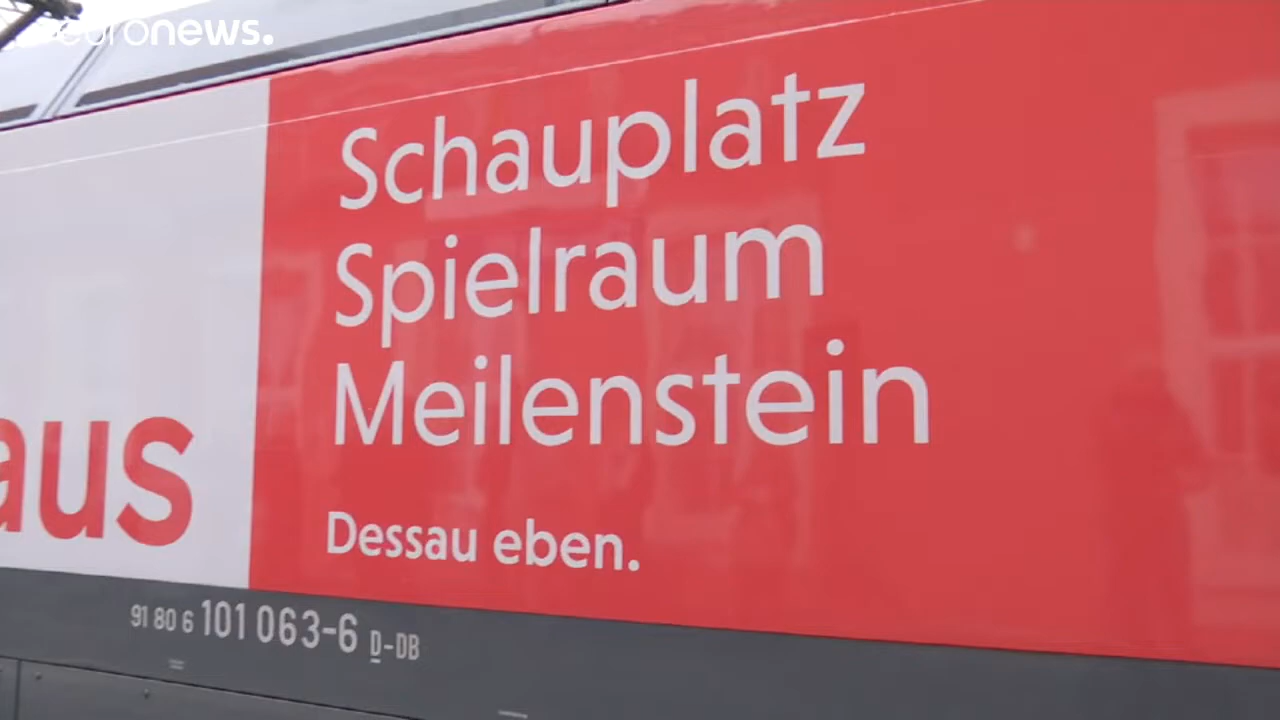 euronews.
Schauplatz
Spielraum
Meilenstein
aus
Dessau eben.
91 80 6 101 063-6 D-DB